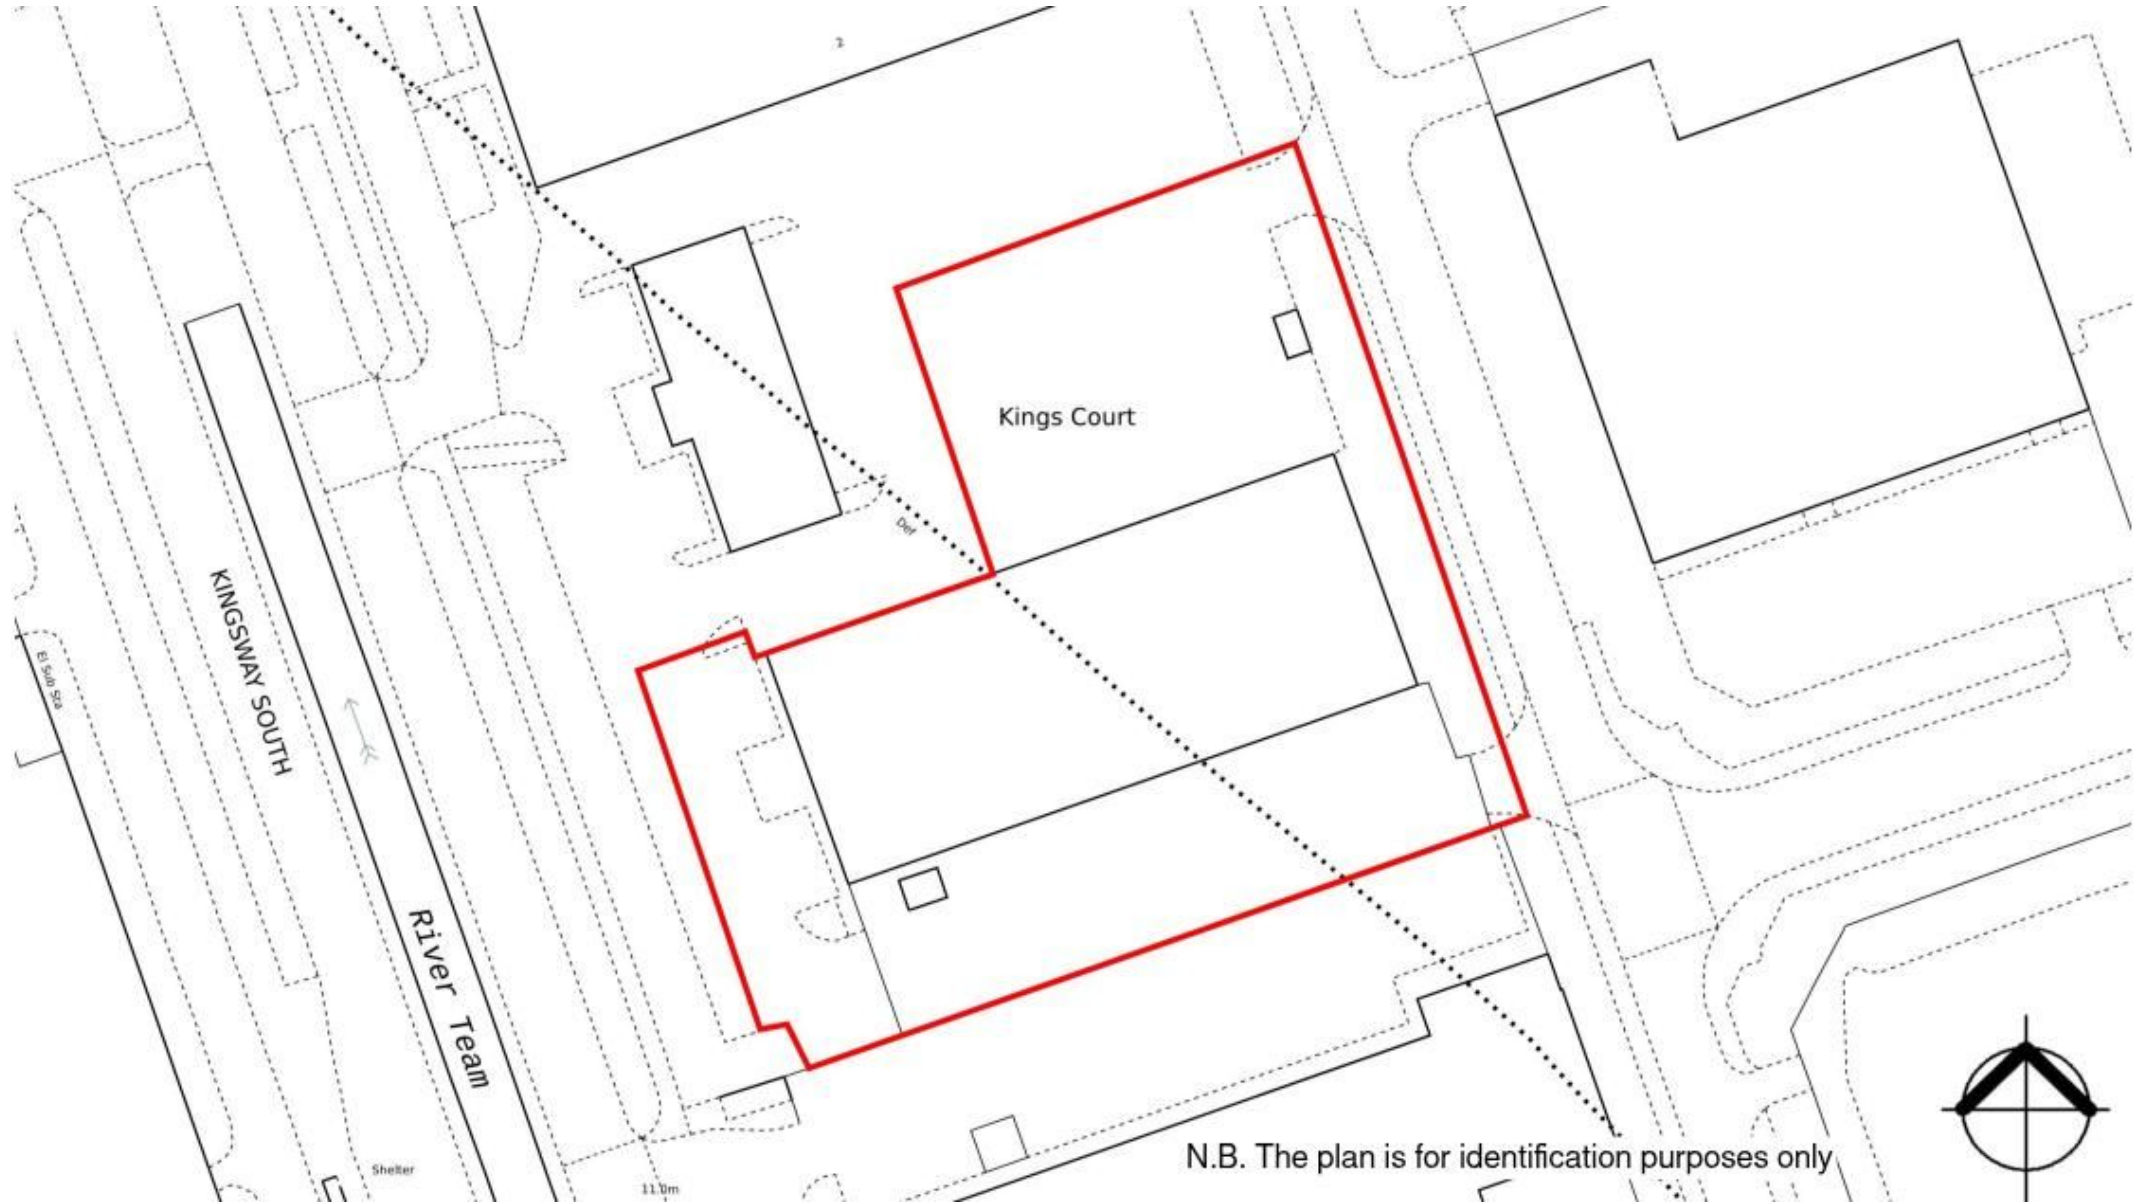 2
Kings Court
Def
KINGSWAY SOUTH
El Sub Sta
River Team
Shelter
11.0m
N.B. The plan is for identification purposes only